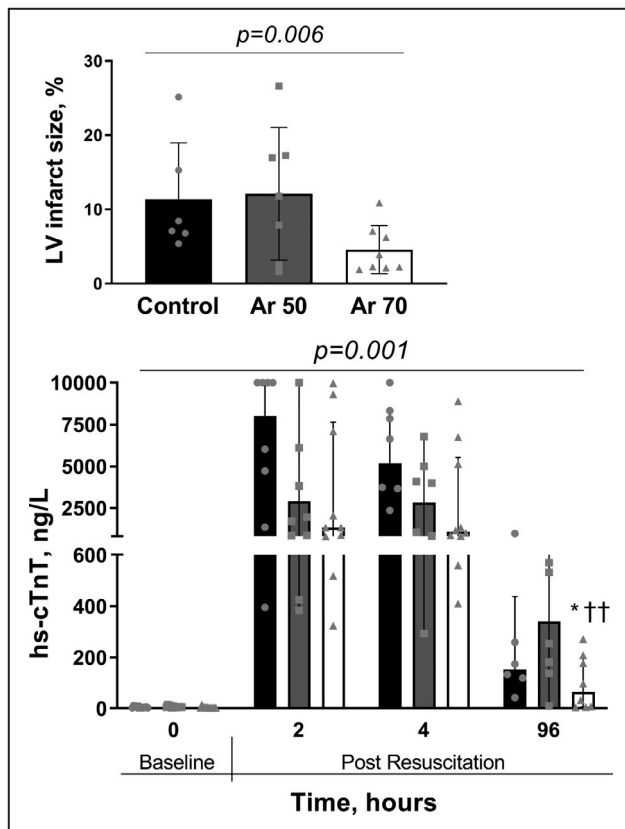 p=0.006
LV infarct size, %
30
20
10
0
Control Ar 50 Ar 70
p=0.001
hs-cTnT, ng/L
10000
7500
5000
2500
600
400
200
0
* ††
0 2 4 96
Baseline Post Resuscitation
Time, hours